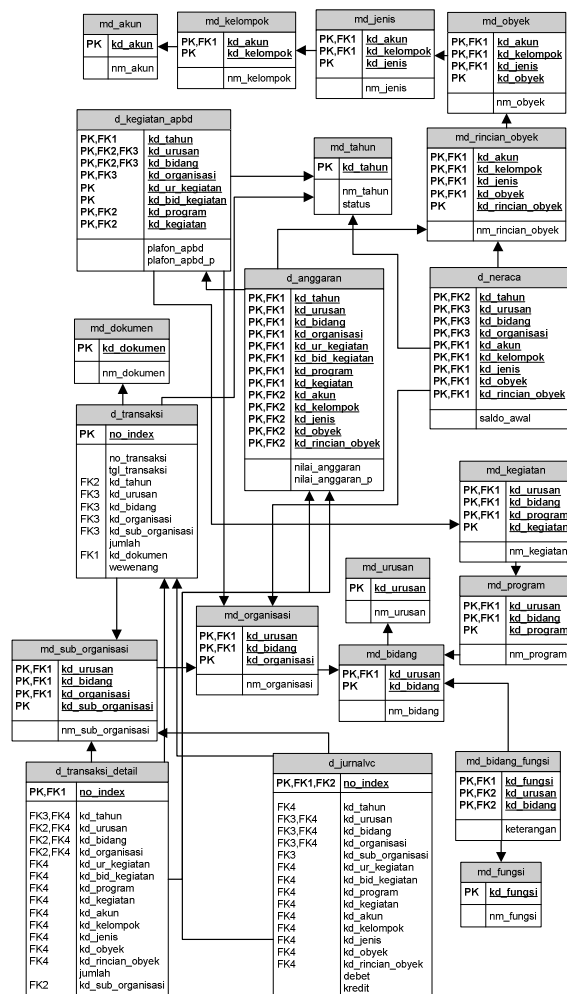 md_akun
PK kd_akun
nm_akun
md_kelompok
PK,FK1 kd_akun
PK kd_kelompok
nm_kelompok
md_jenis
PK,FK1 kd_akun
PK,FK1 kd_kelompok
PK kd_jenis
nm_jenis
md_obyek
PK,FK1 kd_akun
PK,FK1 kd_kelompok
PK,FK1 kd_jenis
PK kd_obyek
nm_obyek
d_kegiatan_apbd
PK,FK1 kd_tahun
PK,FK2,FK3 kd_urusan
PK,FK2,FK3 kd_bidang
PK,FK3 kd_organisasi
PK kd_ur_kegiatan
PK kd_bid_kegiatan
PK,FK2 kd_program
PK,FK2 kd_kegiatan
plafon_apbd
plafon_apbd_p
md_tahun
PK kd_tahun
nm_tahun
status
md_rincian_obyek
PK,FK1 kd_akun
PK,FK1 kd_kelompok
PK,FK1 kd_jenis
PK,FK1 kd_obyek
PK kd_rincian_obyek
nm_rincian_obyek
d_anggaran
PK,FK1 kd_tahun
PK,FK1 kd_urusan
PK,FK1 kd_bidang
PK,FK1 kd_organisasi
PK,FK1 kd_ur_kegiatan
PK,FK1 kd_bid_kegiatan
PK,FK1 kd_program
PK,FK1 kd_kegiatan
PK,FK2 kd_akun
PK,FK2 kd_kelompok
PK,FK2 kd_jenis
PK,FK2 kd_obyek
PK,FK2 kd_rincian_obyek
nilai_anggaran
nilai_anggaran_p
d_neraca
PK,FK2 kd_tahun
PK,FK3 kd_urusan
PK,FK3 kd_bidang
PK,FK3 kd_organisasi
PK,FK1 kd_akun
PK,FK1 kd_kelompok
PK,FK1 kd_jenis
PK,FK1 kd_obyek
PK,FK1 kd_rincian_obyek
saldo_awal
md_dokumen
PK kd_dokumen
nm_dokumen
d_transaksi
PK no_index
no_transaksi
tgl_transaksi
FK2 kd_tahun
FK3 kd_urusan
FK3 kd_bidang
FK3 kd_organisasi
FK3 kd_sub_organisasi
jumlah
FK1 kd_dokumen
wewenang
md_kegiatan
PK,FK1 kd_urusan
PK,FK1 kd_bidang
PK,FK1 kd_program
PK kd_kegiatan
nm_kegiatan
md_urusan
PK kd_urusan
nm_urusan
md_program
PK,FK1 kd_urusan
PK,FK1 kd_bidang
PK kd_program
nm_program
md_organisasi
PK,FK1 kd_urusan
PK,FK1 kd_bidang
PK kd_organisasi
nm_organisasi
md_sub_organisasi
PK,FK1 kd_urusan
PK,FK1 kd_bidang
PK,FK1 kd_organisasi
PK kd_sub_organisasi
nm_sub_organisasi
md_bidang
PK,FK1 kd_urusan
PK kd_bidang
nm_bidang
d_transaksi_detail
PK,FK1 no_index
FK3,FK4 kd_tahun
FK2,FK4 kd_urusan
FK2,FK4 kd_bidang
FK2,FK4 kd_organisasi
FK4 kd_ur_kegiatan
FK4 kd_bid_kegiatan
FK4 kd_program
FK4 kd_kegiatan
FK4 kd_akun
FK4 kd_kelompok
FK4 kd_jenis
FK4 kd_obyek
FK4 kd_rincian_obyek
jumlah
FK2 kd_sub_organisasi
d_jurnalvc
PK,FK1,FK2 no_index
FK4 kd_tahun
FK3,FK4 kd_urusan
FK3,FK4 kd_bidang
FK3,FK4 kd_organisasi
FK3 kd_sub_organisasi
FK4 kd_ur_kegiatan
FK4 kd_bid_kegiatan
FK4 kd_program
FK4 kd_kegiatan
FK4 kd_akun
FK4 kd_kelompok
FK4 kd_jenis
FK4 kd_obyek
FK4 kd_rincian_obyek
debet
kredit
md_bidang_fungsi
PK,FK1 kd_fungsi
PK,FK2 kd_urusan
PK,FK2 kd_bidang
keterangan
md_fungsi
PK kd_fungsi
nm_fungsi